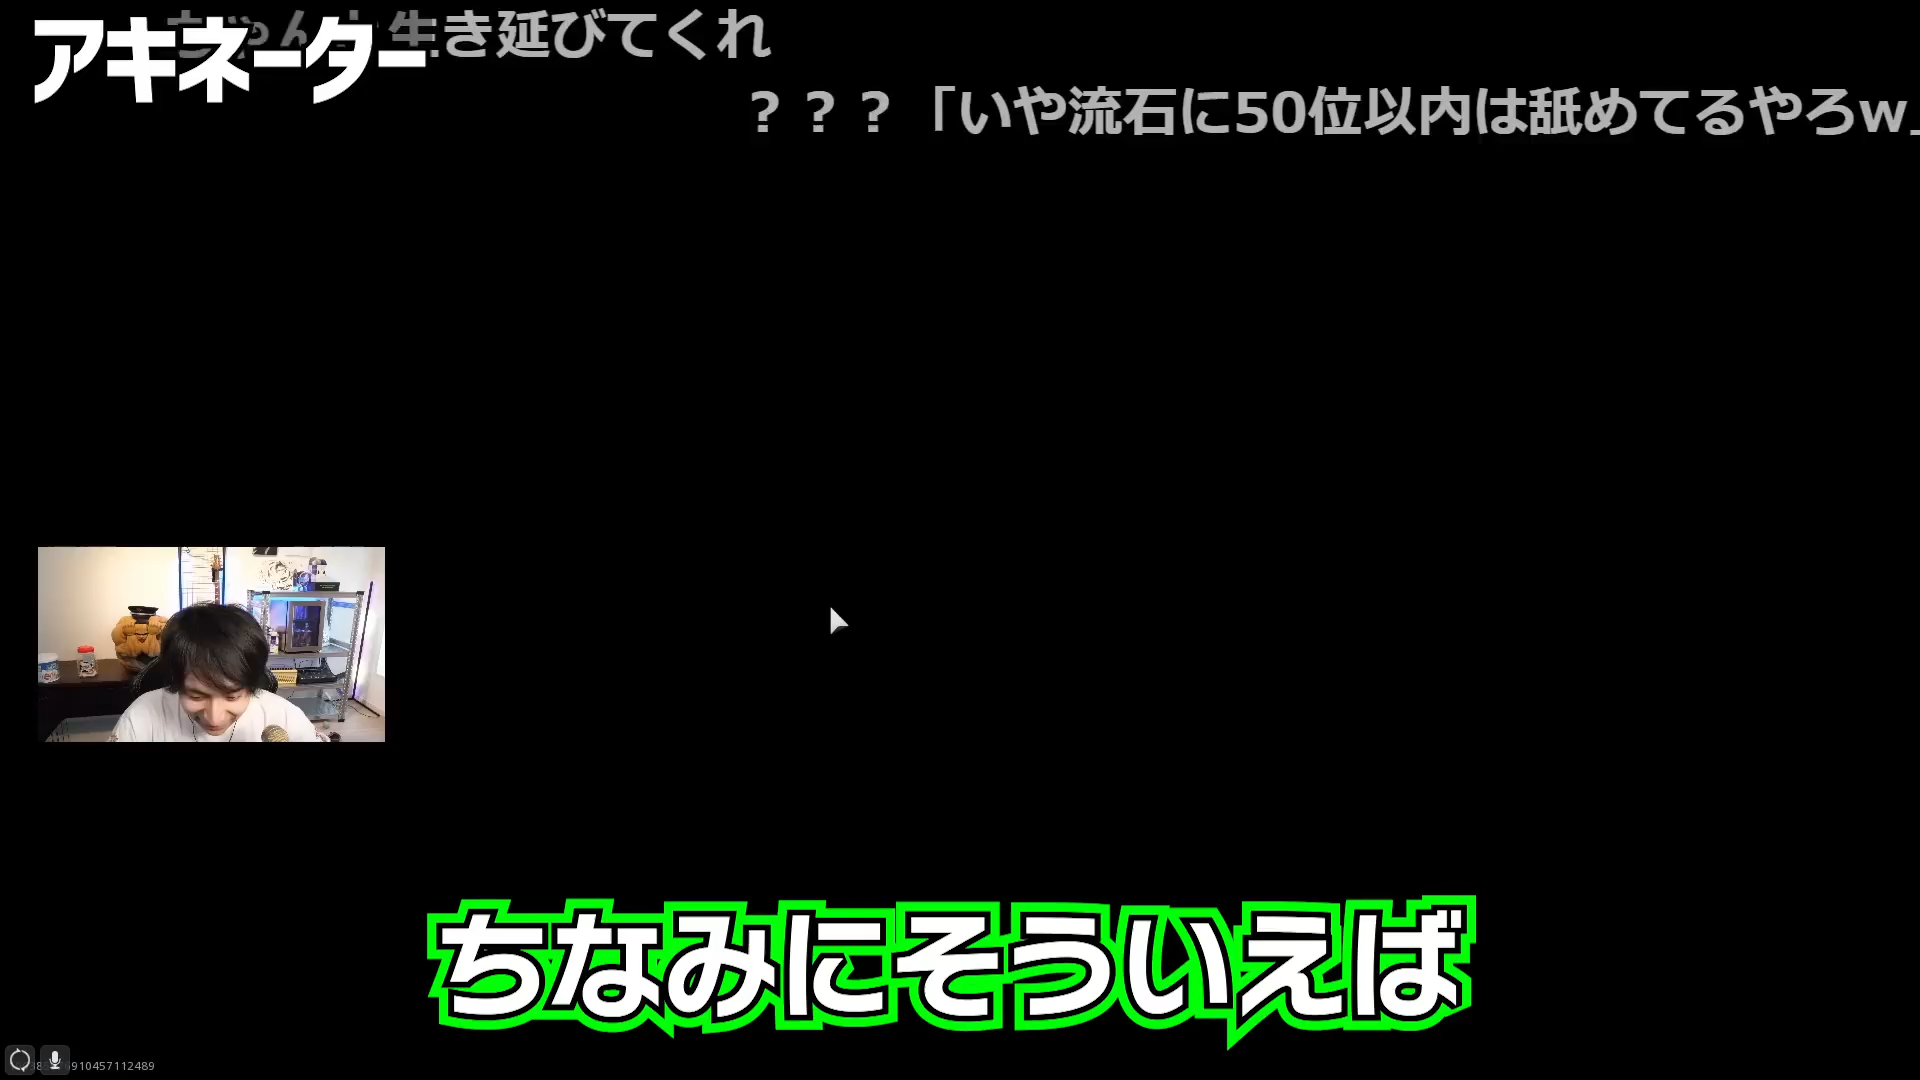 アキネーター
生き延びてくれ
？？？「いや流石に50位以内は舐めてるやろw」
ちなみにそういえば
910457112489